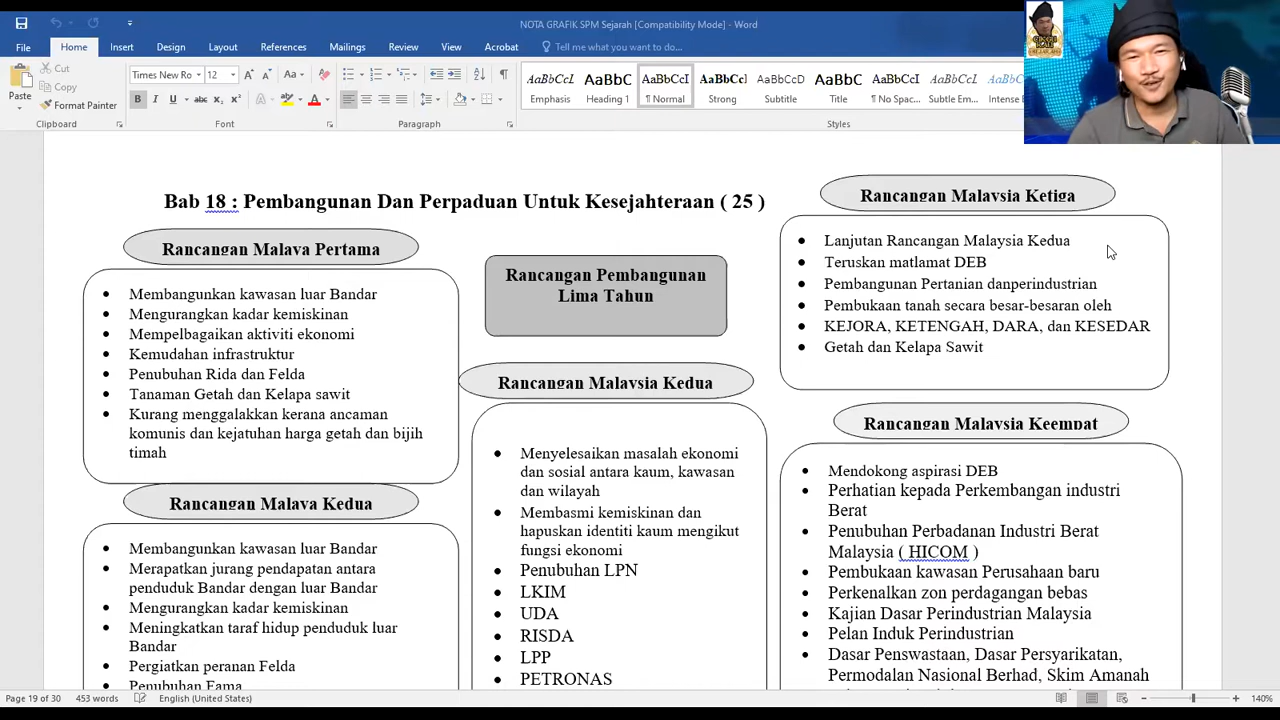 NOTA GRAFIK SPM Sejarah [Compatibility Mode] - Word
File Home Insert Design Layout References Mailings Review View Acrobat Tell me what you want to do...
Cut
Copy
Paste Format Painter
Times New Ro 12
AaBbCcL AaBbC AaBbCcI AaBbCc AaBbCcD AaBbC AaBbCcI AaBbCcL
Emphasis Heading 1 ¶ Normal Strong Subtitle Title ¶ No Spac... Subtle Em... Intense E
Clipboard Font Paragraph Styles
Bab 18 : Pembangunan Dan Perpaduan Untuk Kesejahteraan ( 25 )
Rancangan Malaya Pertama
• Membangunkan kawasan luar Bandar
• Mengurangkan kadar kemiskinan
• Mempelbagaikan aktiviti ekonomi
• Kemudahan infrastruktur
• Penubuhan Rida dan Felda
• Tanaman Getah dan Kelapa sawit
• Kurang menggalakkan kerana ancaman
komunis dan kejatuhan harga getah dan bijih
timah
Rancangan Malaya Kedua
• Membangunkan kawasan luar Bandar
• Merapatkan jurang pendapatan antara
penduduk Bandar dengan luar Bandar
• Mengurangkan kadar kemiskinan
• Meningkatkan taraf hidup penduduk luar
Bandar
• Pergiatkan peranan Felda
• Penubuhan Fama
Rancangan Pembangunan
Lima Tahun
Rancangan Malaysia Kedua
• Menyelesaikan masalah ekonomi
dan sosial antara kaum, kawasan
dan wilayah
• Membasmi kemiskinan dan
hapuskan identiti kaum mengikut
fungsi ekonomi
• Penubuhan LPN
• LKIM
• UDA
• RISDA
• LPP
• PETRONAS
Rancangan Malaysia Ketiga
• Lanjutan Rancangan Malaysia Kedua
• Teruskan matlamat DEB
• Pembangunan Pertanian danperindustrian
• Pembukaan tanah secara besar-besaran oleh
• KEJORA, KETENGAH, DARA, dan KESEDAR
• Getah dan Kelapa Sawit
Rancangan Malaysia Keempat
• Mendokong aspirasi DEB
• Perhatian kepada Perkembangan industri
Berat
• Penubuhan Perbadanan Industri Berat
Malaysia ( HICOM )
• Pembukaan kawasan Perusahaan baru
• Perkenalkan zon perdagangan bebas
• Kajian Dasar Perindustrian Malaysia
• Pelan Induk Perindustrian
• Dasar Penswastaan, Dasar Persyarikatan,
Permodalan Nasional Berhad, Skim Amanah
Page 19 of 30 453 words English (United States) 140%